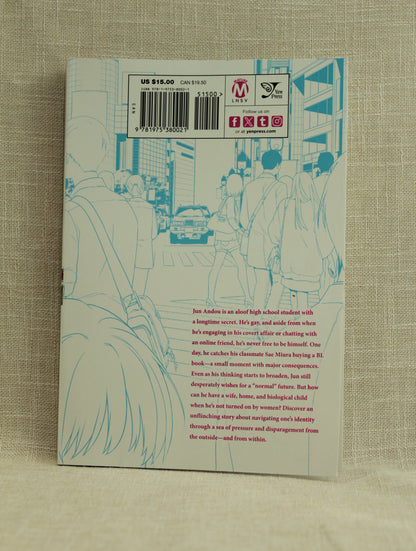 US $15.00 CAN $19.50
ISBN 978-1-9753-8002-1
51500>
EAN
9 781975 380021
M
LNSV
Yen
Press
Follow us on
or at yenpress.com
Jun Andou is an aloof high school student with
a longtime secret. He's gay, and aside from when
he's engaging in his covert affair or chatting with
an online friend, he's never free to be himself. One
day, he catches his classmate Sae Miura buying a BL
book—a small moment with major consequences.
Even as his thinking starts to broaden, Jun still
desperately wishes for a "normal" future. But how
can he have a wife, home, and biological child
when he's not turned on by women? Discover an
unflinching story about navigating one's identity
through a sea of pressure and disparagement from
the outside—and from within.